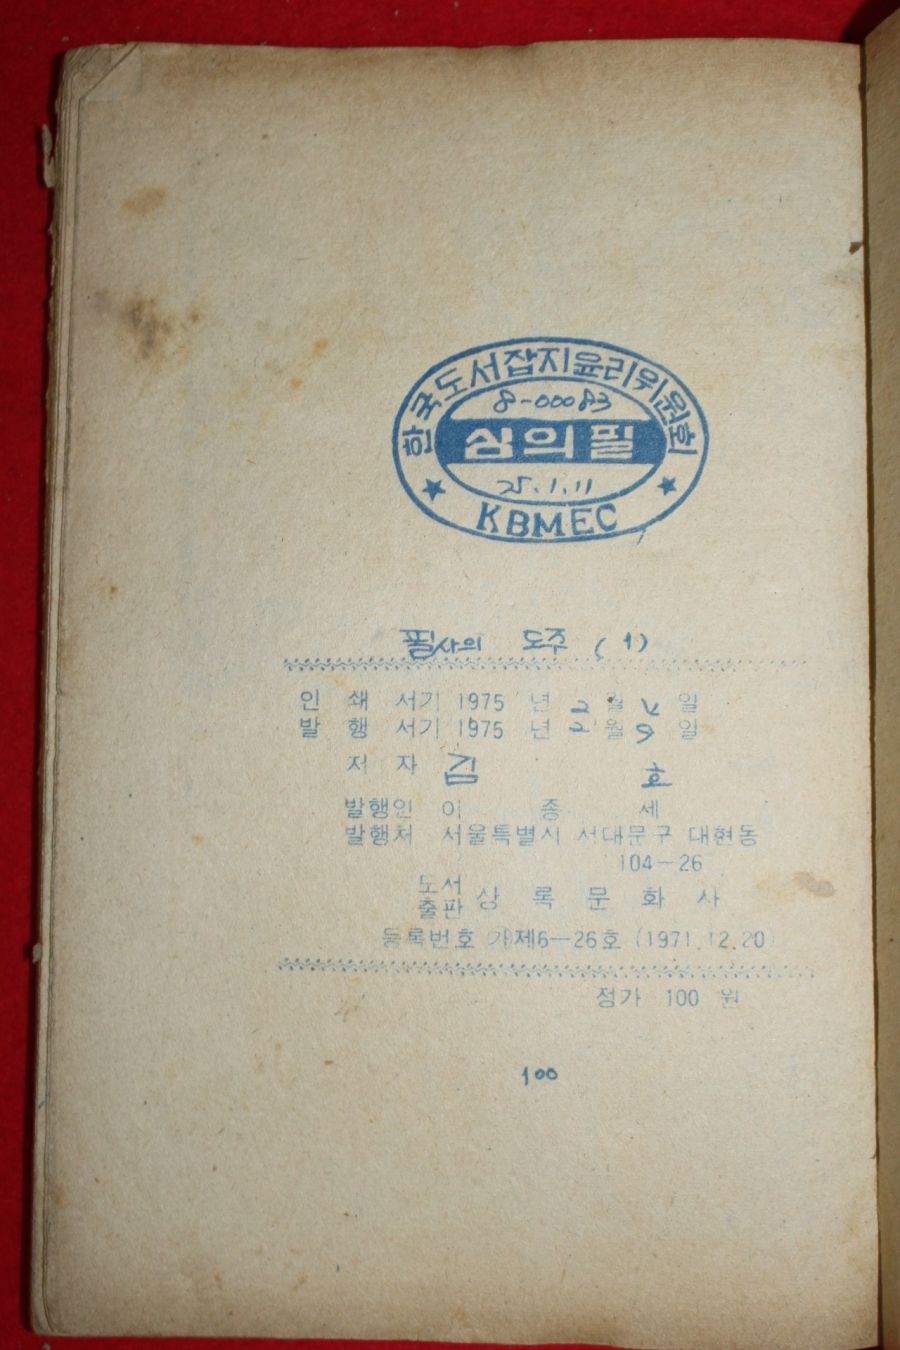 한국도서잡지윤리위원회
8-00083
심의필
75.1.11
KBMEC
필사의 도주 (1)
인 쇄 서기 1975 년 2 월 일
발 행 서기 1975 년 2 월 일
저 자 김 호
발행인 이 종 세
발행처 서울특별시 서대문구 대현동
104-26
도서
출판 상 록 문 화 사
등록번호 가제6-26호 (1971.12.20)
정가 100 원
100